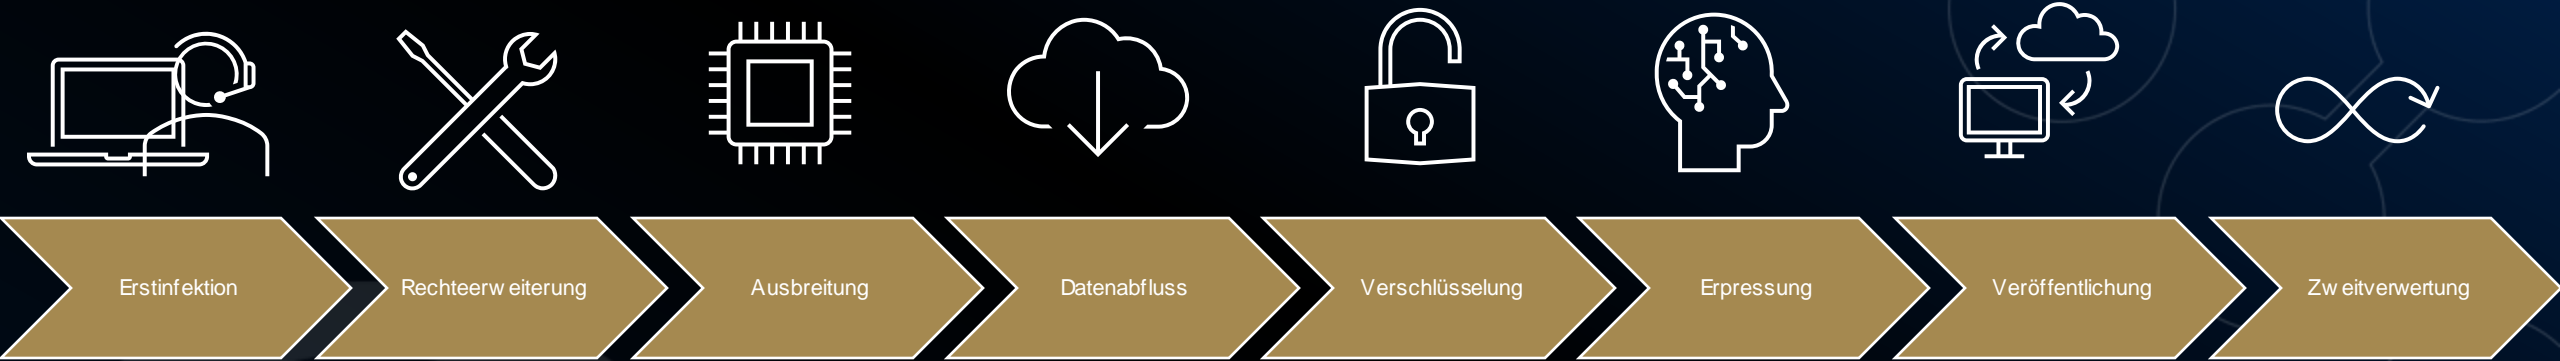 Erstinfektion
Rechteerweiterung
Ausbreitung
Datenabfluss
Verschlüsselung
Erpressung
Veröffentlichung
Zweitverwertung